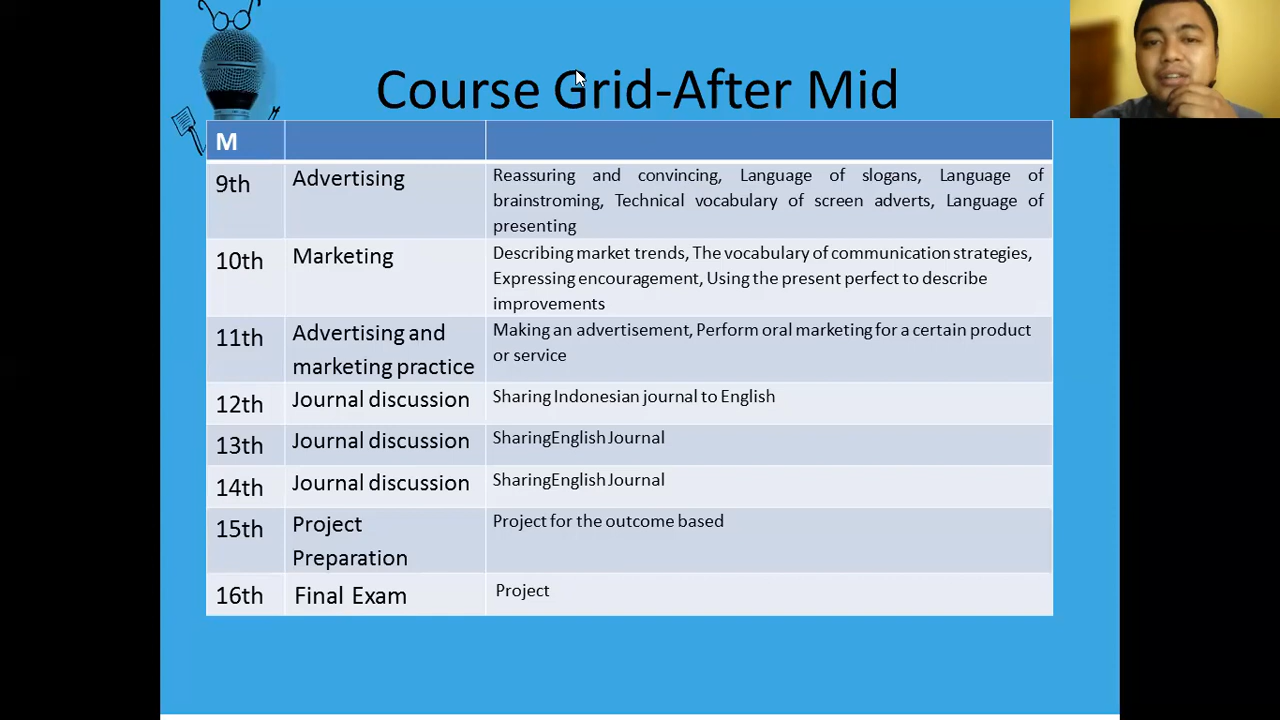 Course Grid-After Mid
M
9th
Advertising
Reassuring and convincing, Language of slogans, Language of
brainstroming, Technical vocabulary of screen adverts, Language of
presenting
10th
Marketing
Describing market trends, The vocabulary of communication strategies,
Expressing encouragement, Using the present perfect to describe
improvements
11th
Advertising and
marketing practice
Making an advertisement, Perform oral marketing for a certain product
or service
12th
Journal discussion
Sharing Indonesian journal to English
13th
Journal discussion
SharingEnglish Journal
14th
Journal discussion
SharingEnglish Journal
15th
Project
Preparation
Project for the outcome based
16th
Final Exam
Project